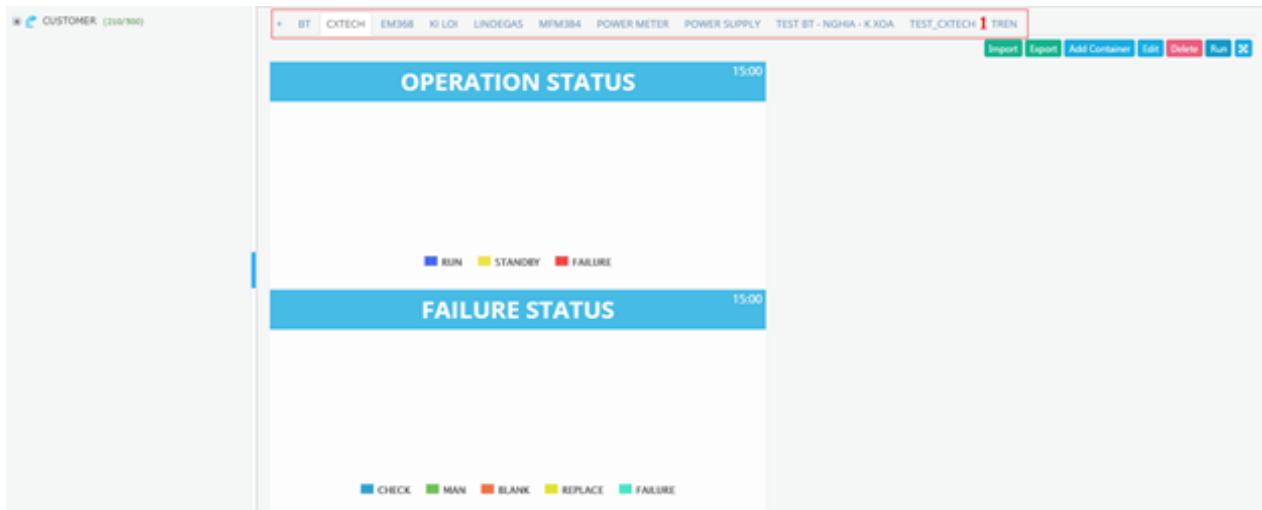 CUSTOMER (210/300)
+ BT CXTECH EM368 KI LOI LINDEGAS MFM384 POWER METER POWER SUPPLY TEST BT - NGHIA - K XOA TEST_CXTECH 1 TREN
Import Export Add Container Edit Delete Run
OPERATION STATUS 15:00
RUN STANDBY FAILURE
FAILURE STATUS 15:00
CHECK MAN BLANK REPLACE FAILURE